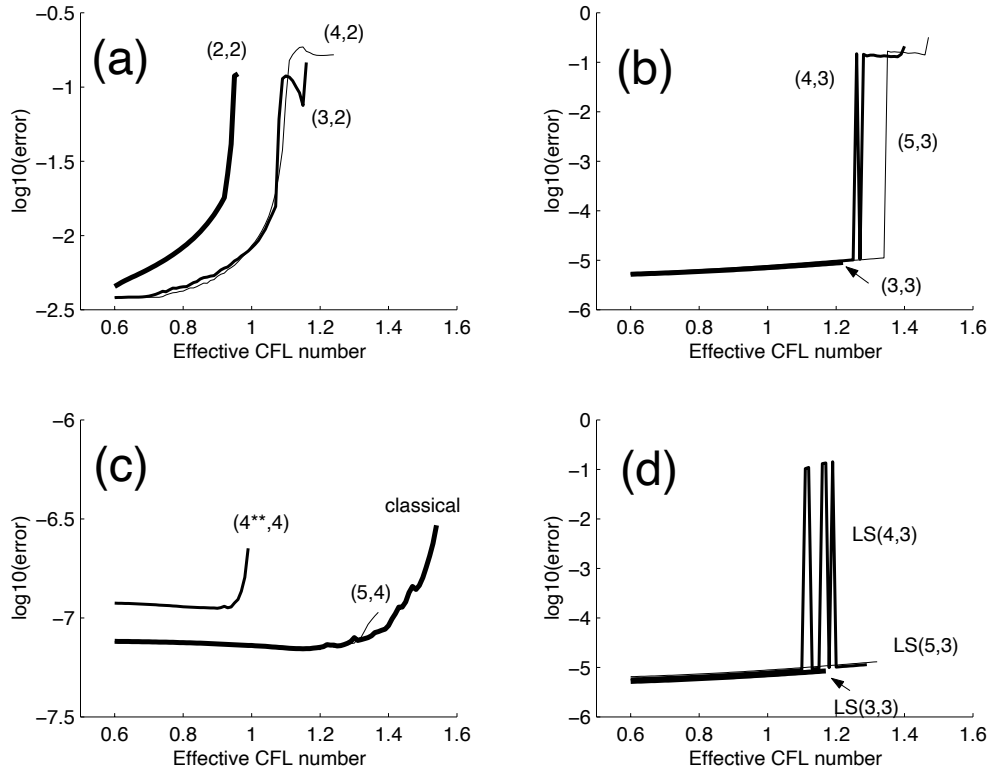 (a)
(2,2)
(4,2)
(3,2)
−0.5
−1
−1.5
−2
−2.5
log10(error)
0.6 0.8 1 1.2 1.4 1.6
Effective CFL number
(b)
(4,3)
(5,3)
(3,3)
0
−1
−2
−3
−4
−5
−6
log10(error)
0.6 0.8 1 1.2 1.4 1.6
Effective CFL number
(c)
(4**,4)
classical
(5,4)
−6
−6.5
−7
−7.5
log10(error)
0.6 0.8 1 1.2 1.4 1.6
Effective CFL number
(d)
LS(4,3)
LS(5,3)
LS(3,3)
0
−1
−2
−3
−4
−5
−6
log10(error)
0.6 0.8 1 1.2 1.4 1.6
Effective CFL number